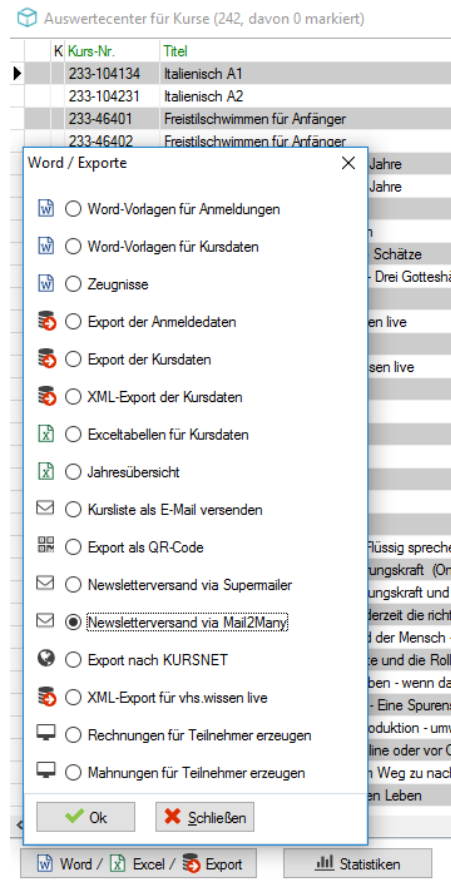 Auswertecenter für Kurse (242, davon 0 markiert)
K Kurs-Nr. Titel
233-104134 Italienisch A1
233-104231 Italienisch A2
233-46401 Freistilschwimmen für Anfänger
233-46402 Freistilschwimmen für Anfänger
Word / Exporte
Jahre
Word-Vorlagen für Anmeldungen
Jahre
Word-Vorlagen für Kursdaten
Schätze
Zeugnisse
- Drei Gotteshä
Export der Anmeldedaten
en live
Export der Kursdaten
sen live
XML-Export der Kursdaten
Exceltabellen für Kursdaten
Jahresübersicht
Kursliste als E-Mail versenden
Export als QR-Code
Flüssig spreche
ungskraft (On
Newsletterversand via Supermailer
ungskraft und
Newsletterversand via Mail2Many
derzeit die richt
d der Mensch -
Export nach KURSNET
te und die Roll
ben - wenn da
XML-Export für vhs.wissen live
- Eine Spurens
Rechnungen für Teilnehmer erzeugen
oduktion - umw
line oder vor O
Mahnungen für Teilnehmer erzeugen
n Weg zu nach
en Leben
Ok
Schließen
Word / Excel / Export
Statistiken